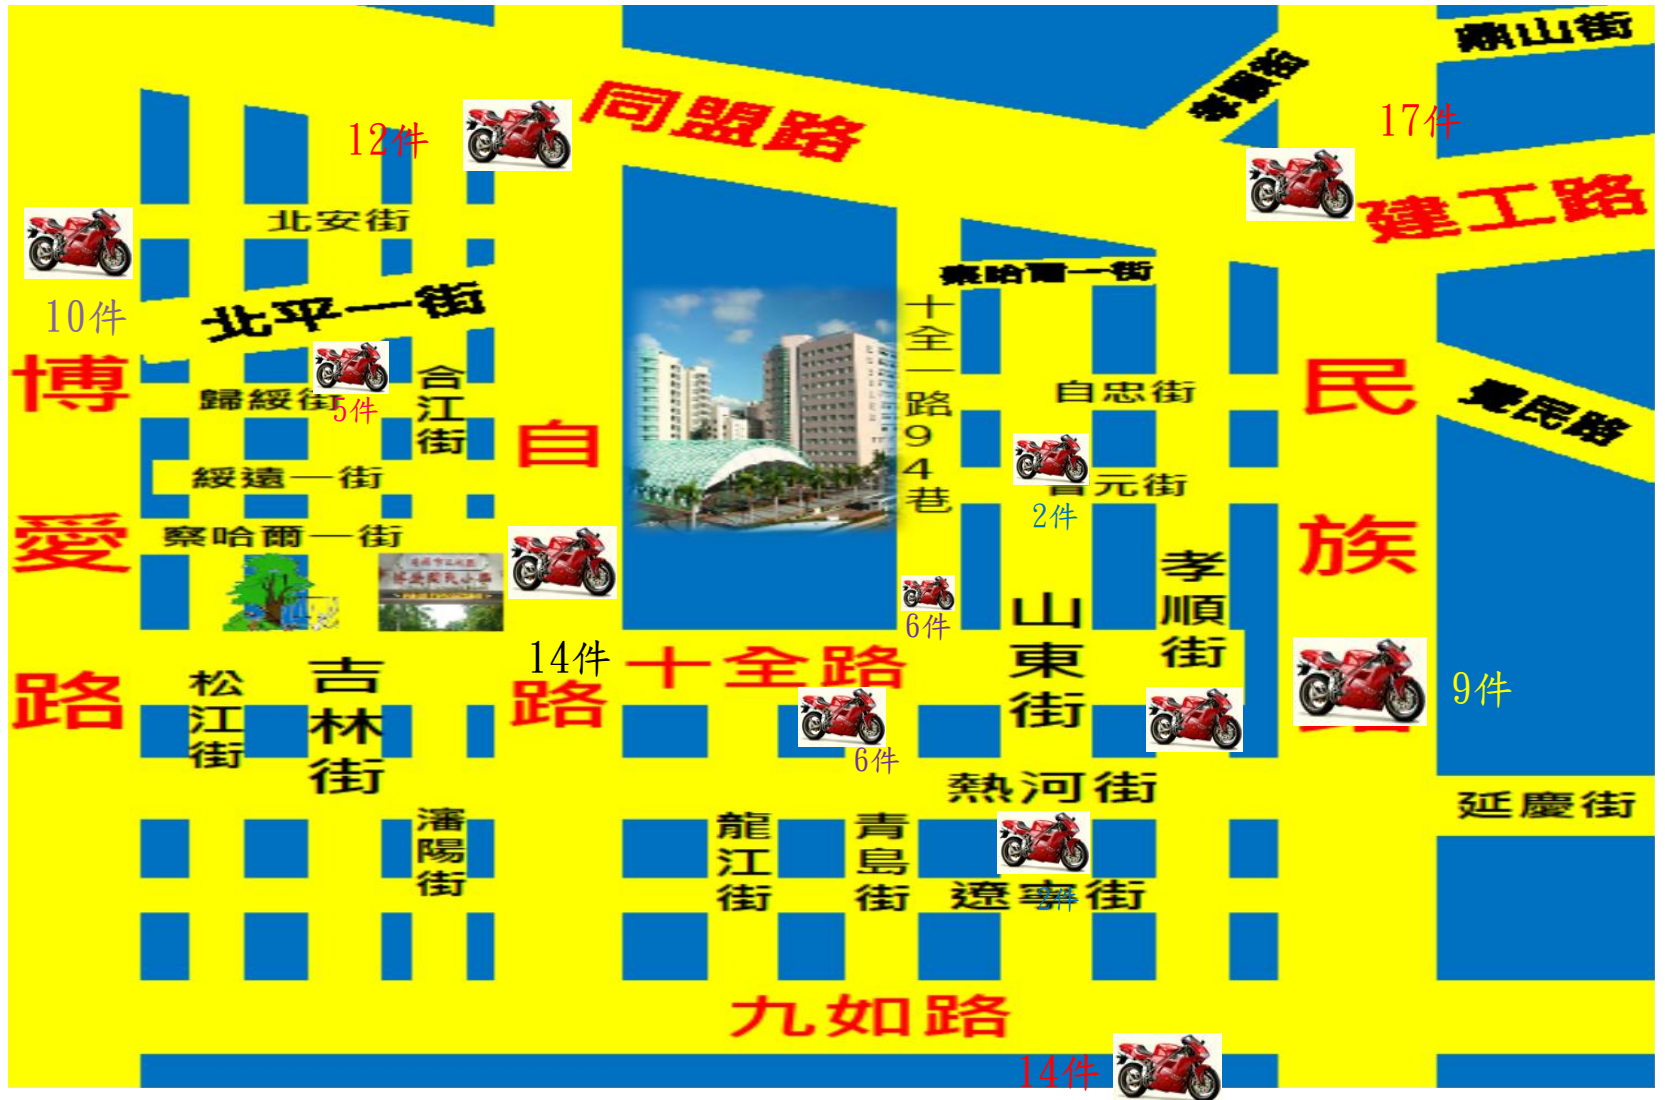 鼎山街
孝順街
17件
同盟路
12件
建工路
北安街
10件
北平一街
察哈爾一街
十全一路94巷
博愛路
歸綏街
5件
合江街
自忠街
民族路
覺民路
自由路
綏遠一街
2件
察哈爾一街
6件
14件
十全路
山東街
孝順街
9件
松江街
吉林街
6件
熱河街
延慶街
瀋陽街
龍江街
青島街
遼寧街
2件
九如路
14件